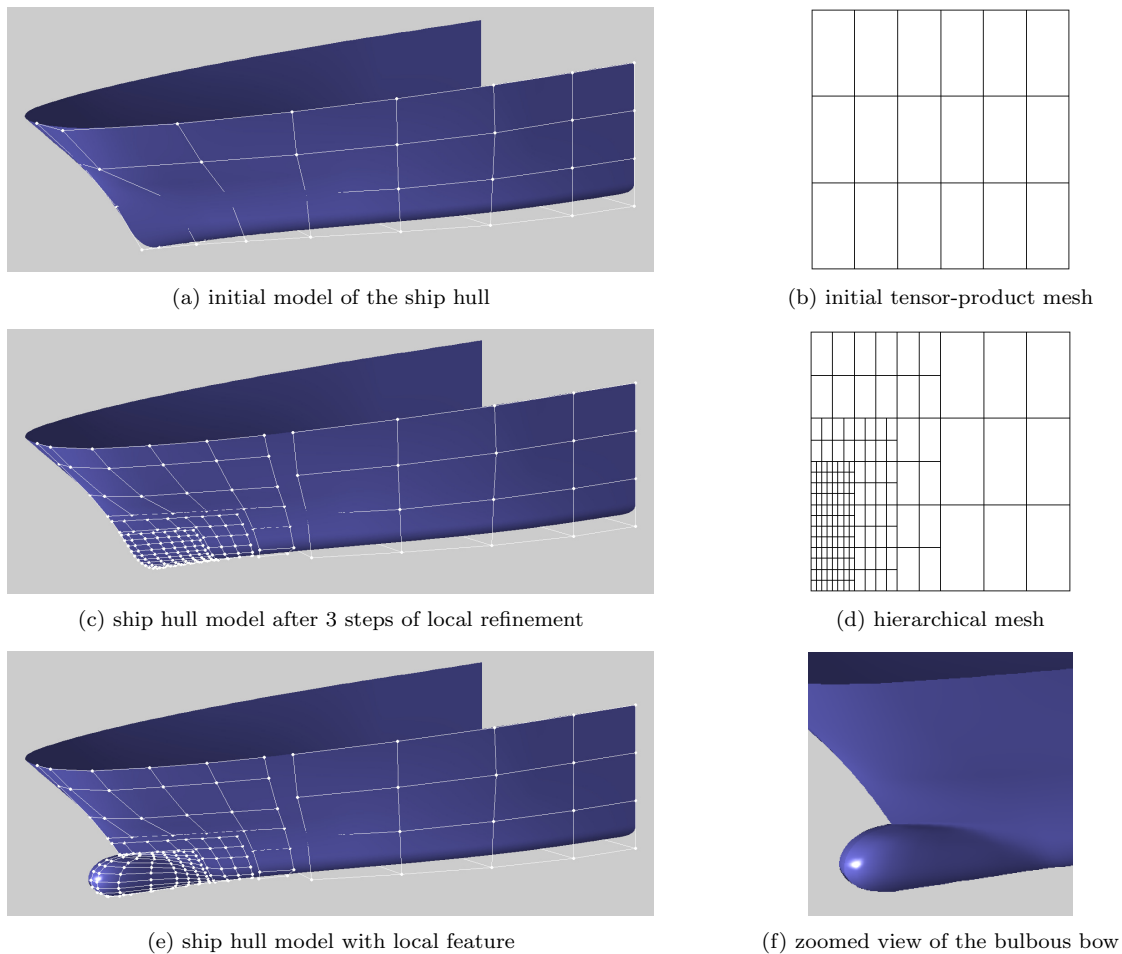 (a) initial model of the ship hull
(b) initial tensor-product mesh
(c) ship hull model after 3 steps of local refinement
(d) hierarchical mesh
(e) ship hull model with local feature
(f) zoomed view of the bulbous bow